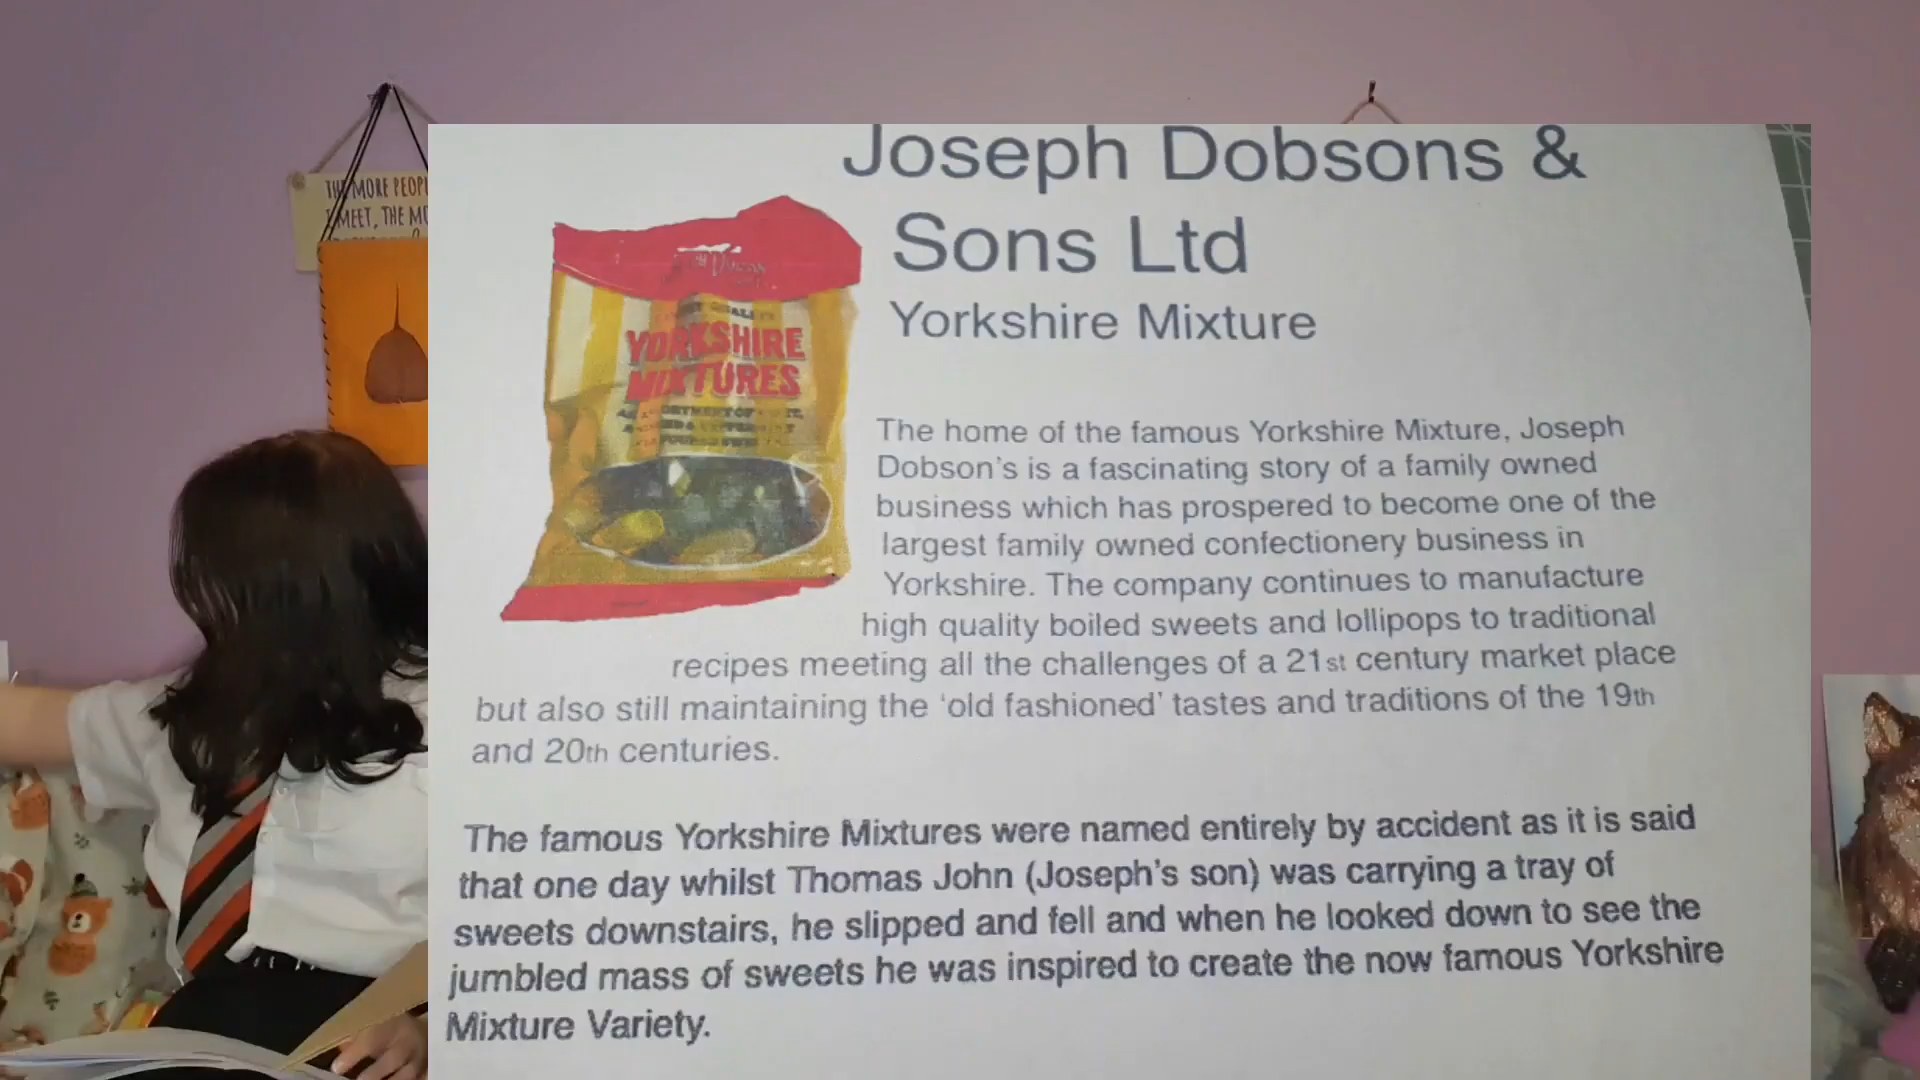 THE MORE PEOPL
I MEET, THE MO
Joseph Dobsons &
Sons Ltd
Yorkshire Mixture
YORKSHIRE
MIXTURES
The home of the famous Yorkshire Mixture, Joseph
Dobson's is a fascinating story of a family owned
business which has prospered to become one of the
largest family owned confectionery business in
Yorkshire. The company continues to manufacture
high quality boiled sweets and lollipops to traditional
recipes meeting all the challenges of a 21st century market place
but also still maintaining the 'old fashioned' tastes and traditions of the 19th
and 20th centuries.
The famous Yorkshire Mixtures were named entirely by accident as it is said
that one day whilst Thomas John (Joseph's son) was carrying a tray of
sweets downstairs, he slipped and fell and when he looked down to see the
jumbled mass of sweets he was inspired to create the now famous Yorkshire
Mixture Variety.